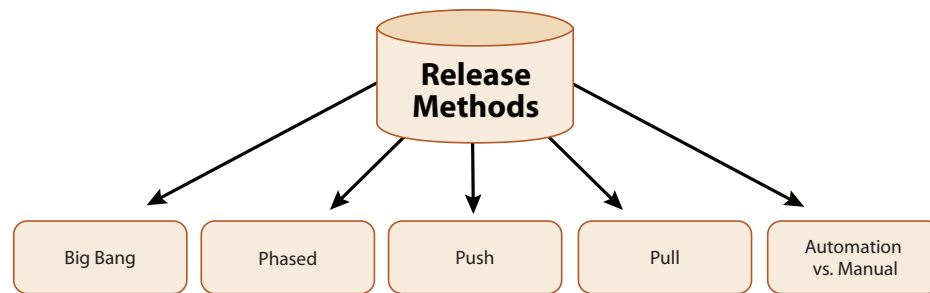 Release
Methods
Big Bang
Phased
Push
Pull
Automation
vs. Manual